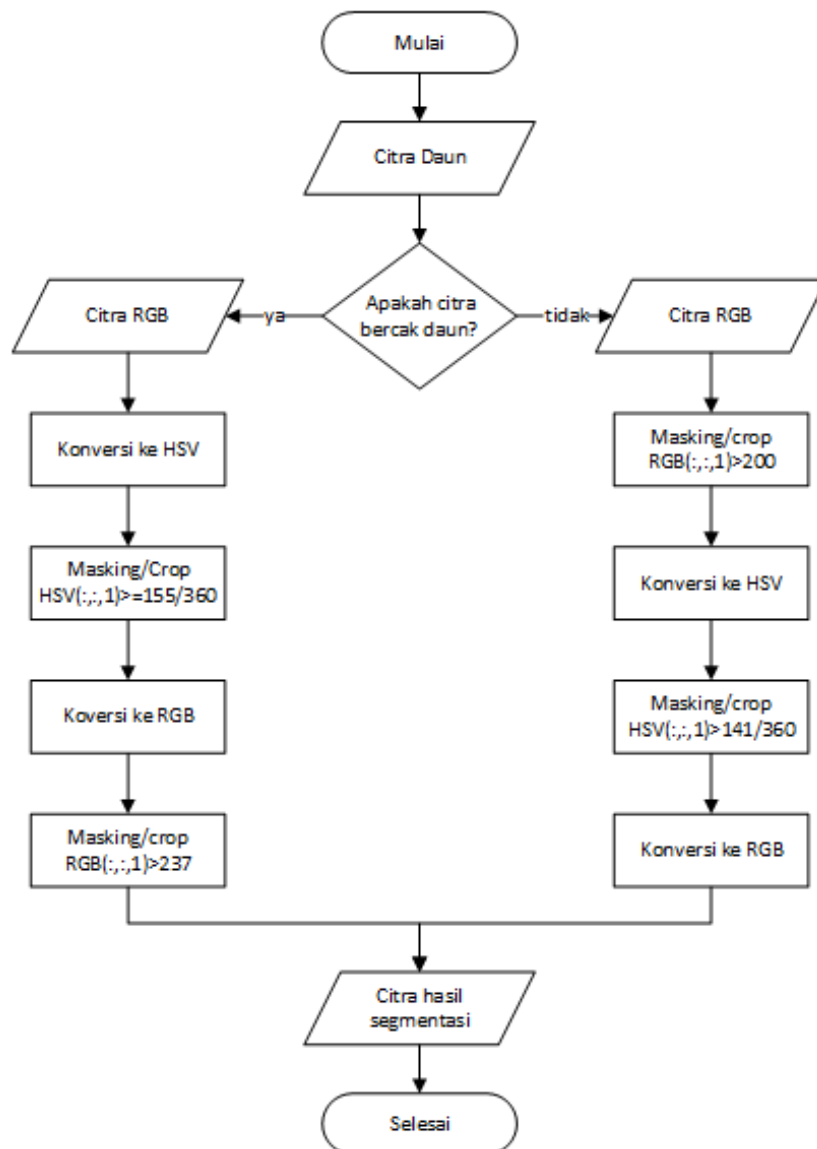 Mulai
Citra Daun
Apakah citra
bercak daun?
ya
tidak
Citra RGB
Konversi ke HSV
Masking/Crop
HSV(:,:,1)>=155/360
Koversi ke RGB
Masking/crop
RGB(:,:,1)>237
Citra RGB
Masking/crop
RGB(:,:,1)>200
Konversi ke HSV
Masking/crop
HSV(:,:,1)>141/360
Konversi ke RGB
Citra hasil
segmentasi
Selesai